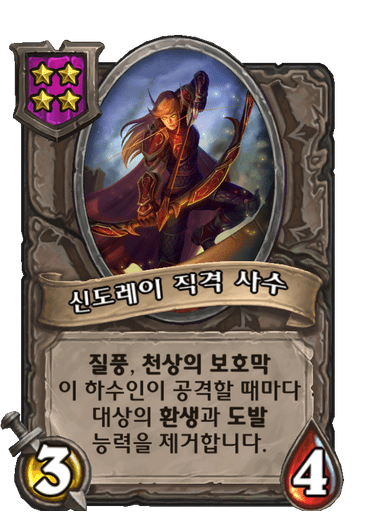 신도레이 직격 사수
질풍, 천상의 보호막
이 하수인이 공격할 때마다
대상의 환생과 도발
능력을 제거합니다.
3
4